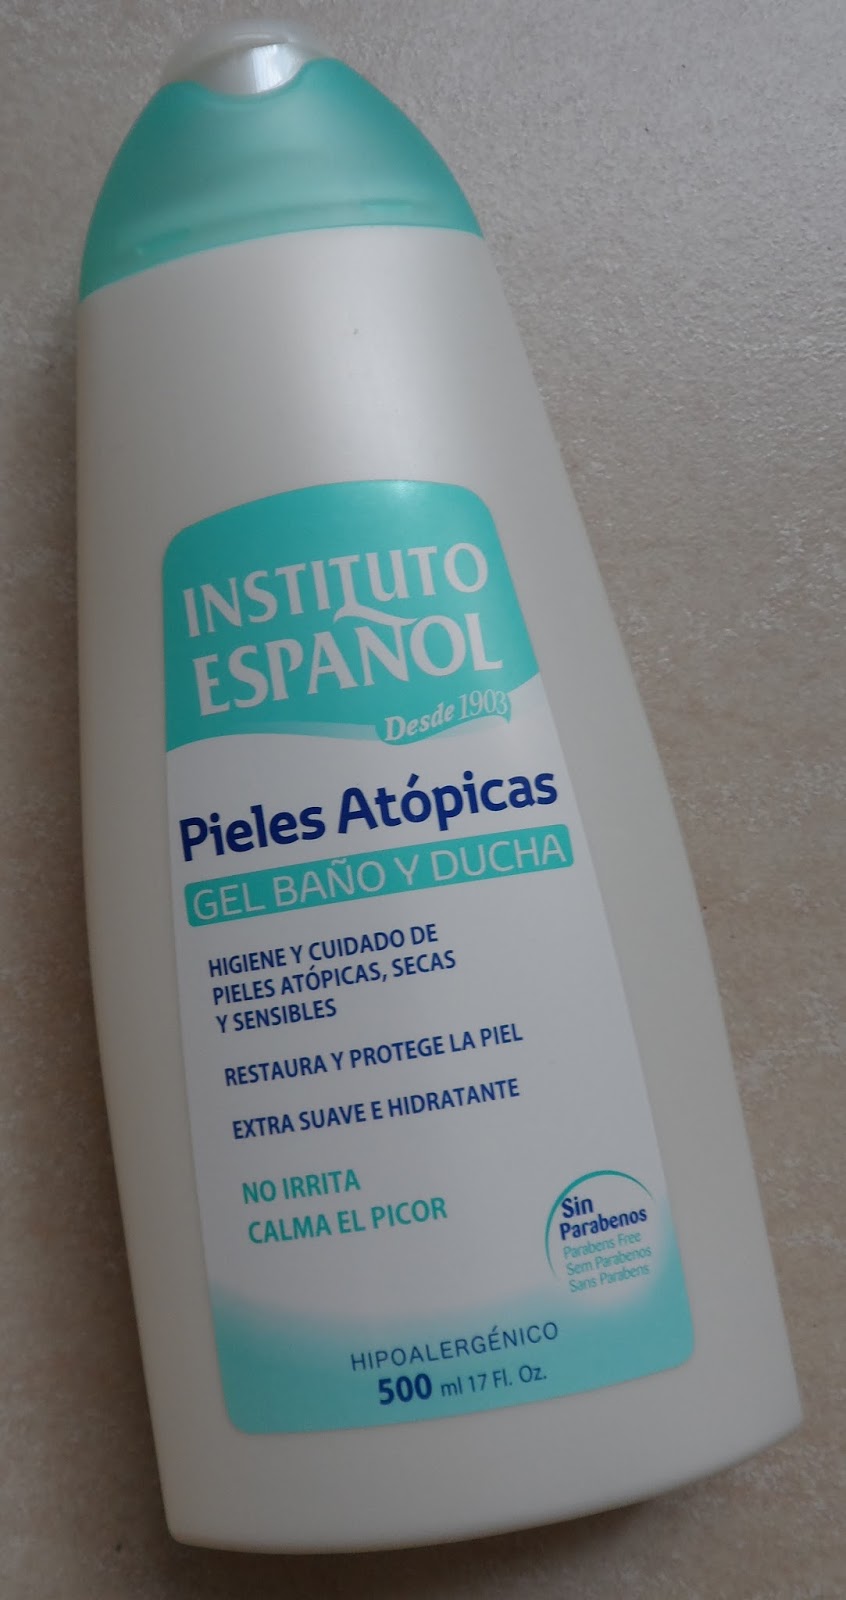 INSTITUTO
ESPAÑOL
Desde 1903
Pieles Atópicas
GEL BAÑO Y DUCHA
HIGIENE Y CUIDADO DE
PIELES ATÓPICAS, SECAS
Y SENSIBLES
RESTAURA Y PROTEGE LA PIEL
EXTRA SUAVE E HIDRATANTE
NO IRRITA
CALMA EL PICOR
Sin
Parabenos
Parabens Free
Sem Parabenos
Sans Parabens
HIPOALERGÉNICO
500 ml 17 Fl. Oz.